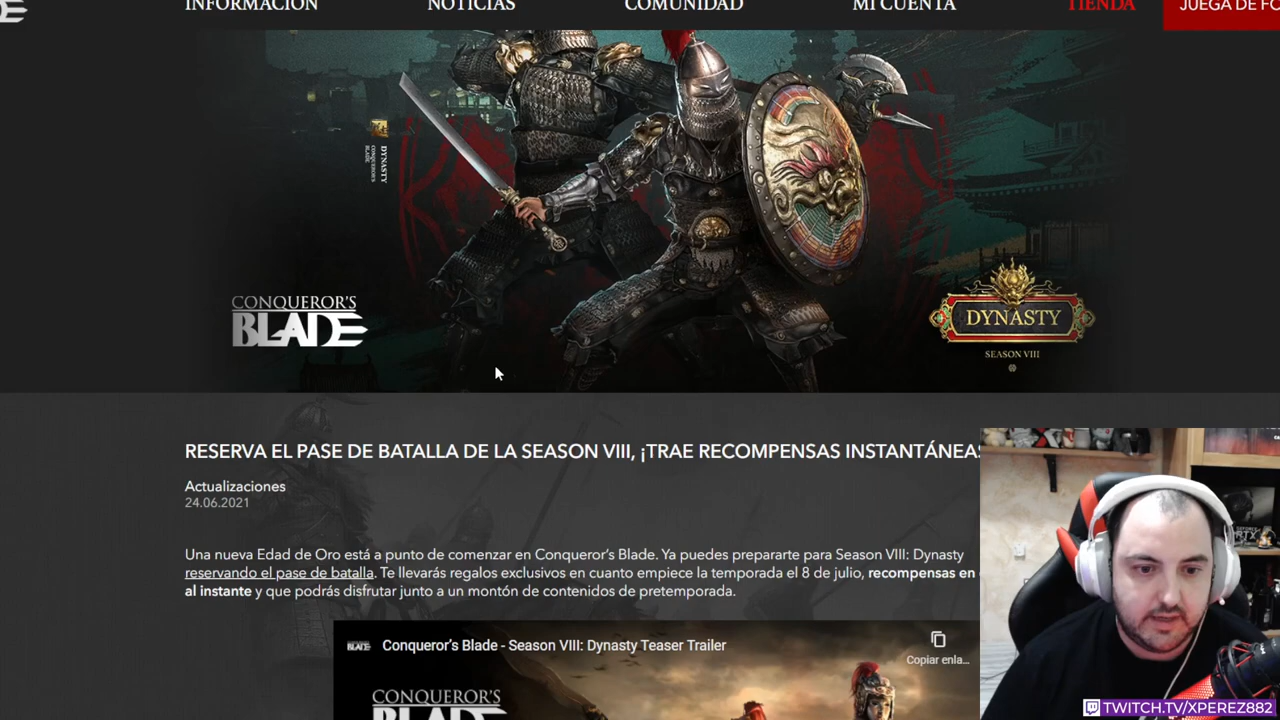 INFORMACIÓN NOTICIAS COMUNIDAD MI CUENTA TIENDA JUEGA DE FO
DYNASTY
CONQUEROR'S
BLADE
CONQUEROR'S
BLADE
DYNASTY
SEASON VIII
RESERVA EL PASE DE BATALLA DE LA SEASON VIII, ¡TRAE RECOMPENSAS INSTANTÁNEAS
Actualizaciones
24.06.2021
Una nueva Edad de Oro está a punto de comenzar en Conqueror's Blade. Ya puedes prepararte para Season VIII: Dynasty
reservando el pase de batalla. Te llevarás regalos exclusivos en cuanto empiece la temporada el 8 de julio, recompensas en
al instante y que podrás disfrutar junto a un montón de contenidos de pretemporada.
Conqueror's Blade - Season VIII: Dynasty Teaser Trailer
Copiar enla...
CONQUEROR'S
BLADE
TWITCH.TV/XPEREZ882